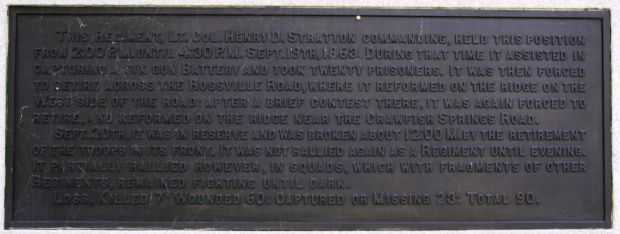 THIS REGIMENT, LT. COL. HENRY D. STRATTON COMMANDING, HELD THIS POSITION
FROM 2:00 P.M. UNTIL 4:30 P.M. SEPT. 19TH, 1863. DURING THAT TIME IT ASSISTED IN
CAPTURING A SIX GUN BATTERY AND TOOK TWENTY PRISONERS. IT WAS THEN FORCED
TO RETIRE ACROSS THE ROSSVILLE ROAD, WHERE IT REFORMED ON THE RIDGE ON THE
WEST SIDE OF THE ROAD: AFTER A BRIEF CONTEST THERE, IT WAS AGAIN FORCED TO
RETIRE, AND REFORMED ON THE RIDGE NEAR THE CRAWFISH SPRINGS ROAD.
SEPT. 20TH, IT WAS IN RESERVE AND WAS BROKEN ABOUT 12:00 M. BY THE RETIREMENT
OF THE TROOPS IN ITS FRONT. IT WAS NOT RALLIED AGAIN AS A REGIMENT UNTIL EVENING.
IT PARTIALLY RALLIED HOWEVER, IN SQUADS, WHICH WITH FRAGMENTS OF OTHER
REGIMENTS, REMAINED FIGHTING UNTIL DARK.
LOSS, KILLED 7: WOUNDED 60: CAPTURED OR MISSING 23: TOTAL 90.